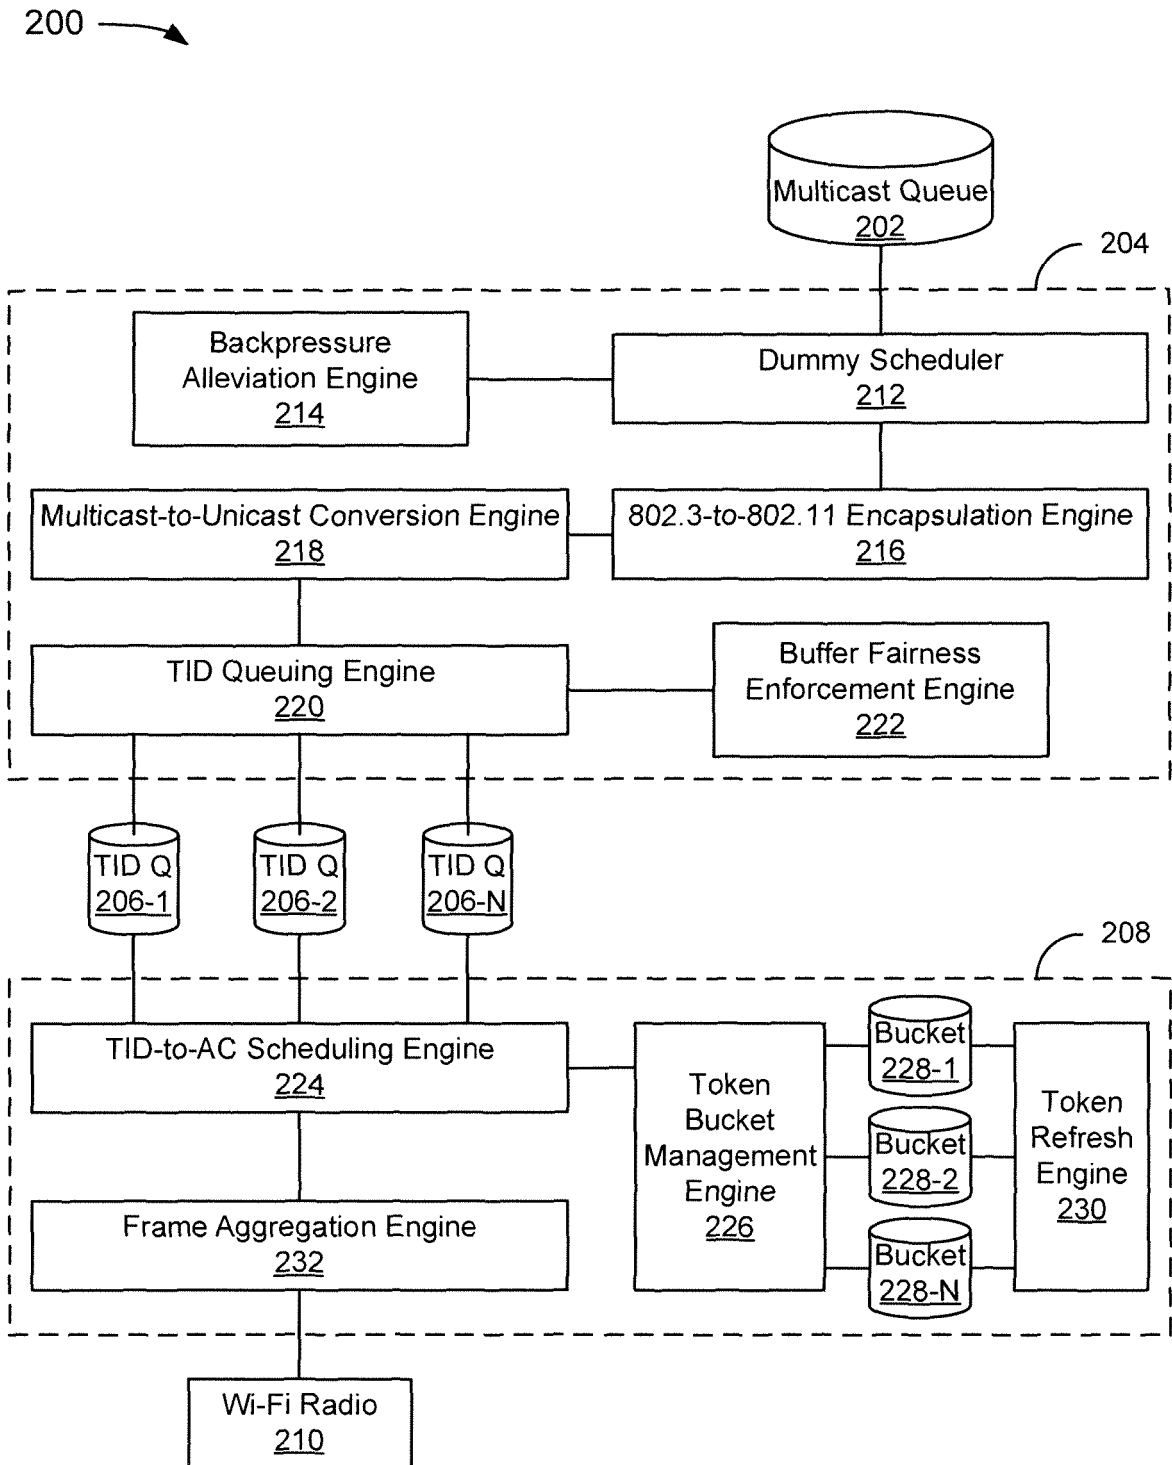 200
Multicast Queue
202
204
Backpressure
Alleviation Engine
214
Dummy Scheduler
212
Multicast-to-Unicast Conversion Engine
218
802.3-to-802.11 Encapsulation Engine
216
TID Queuing Engine
220
Buffer Fairness
Enforcement Engine
222
TID Q
206-1
TID Q
206-2
TID Q
206-N
208
TID-to-AC Scheduling Engine
224
Token
Bucket
Management
Engine
226
Bucket
228-1
Bucket
228-2
Bucket
228-N
Token
Refresh
Engine
230
Frame Aggregation Engine
232
Wi-Fi Radio
210